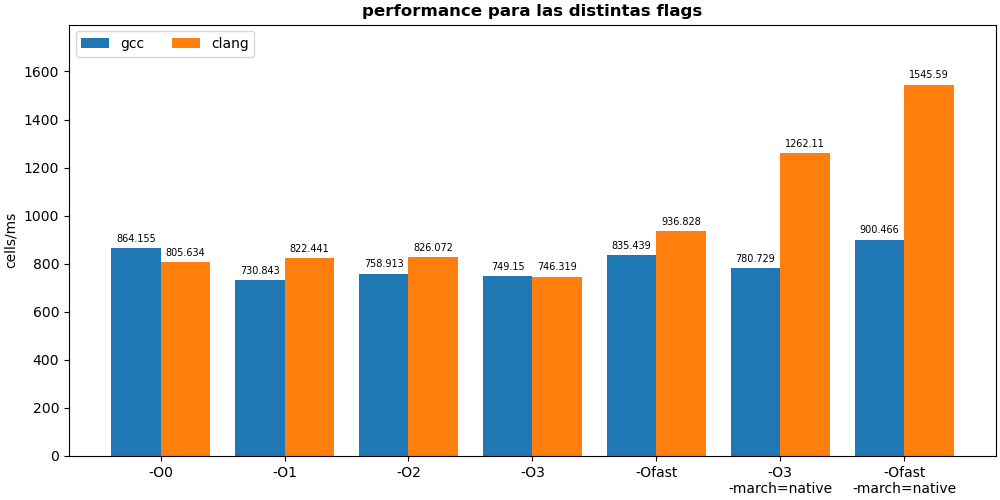 performance para las distintas flags
gcc
clang
cells/ms
1600
1400
1200
1000
800
600
400
200
0
864.155
805.634
730.843
822.441
758.913
826.072
749.15
746.319
835.439
936.828
780.729
1262.11
900.466
1545.59
-O0
-O1
-O2
-O3
-Ofast
-O3
-march=native
-Ofast
-march=native